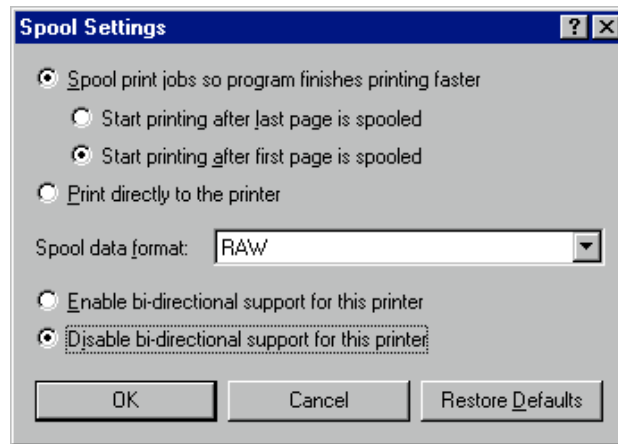 Spool Settings
Spool print jobs so program finishes printing faster
Start printing after last page is spooled
Start printing after first page is spooled
Print directly to the printer
Spool data format: RAW
Enable bi-directional support for this printer
Disable bi-directional support for this printer
OK Cancel Restore Defaults